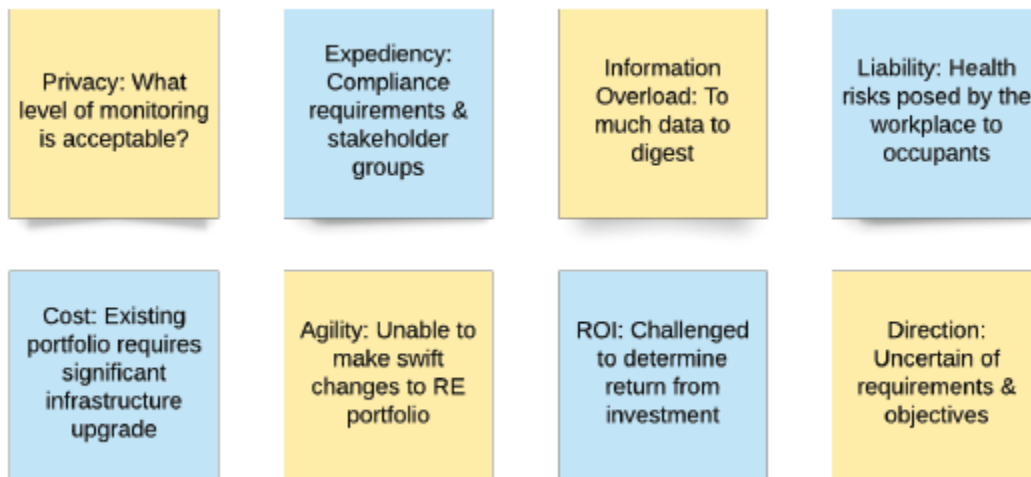 Privacy: What
level of monitoring
is acceptable?
Expediency:
Compliance
requirements &
stakeholder
groups
Information
Overload: To
much data to
digest
Liability: Health
risks posed by the
workplace to
occupants
Cost: Existing
portfolio requires
significant
infrastructure
upgrade
Agility: Unable to
make swift
changes to RE
portfolio
ROI: Challenged
to determine
return from
investment
Direction:
Uncertain of
requirements &
objectives